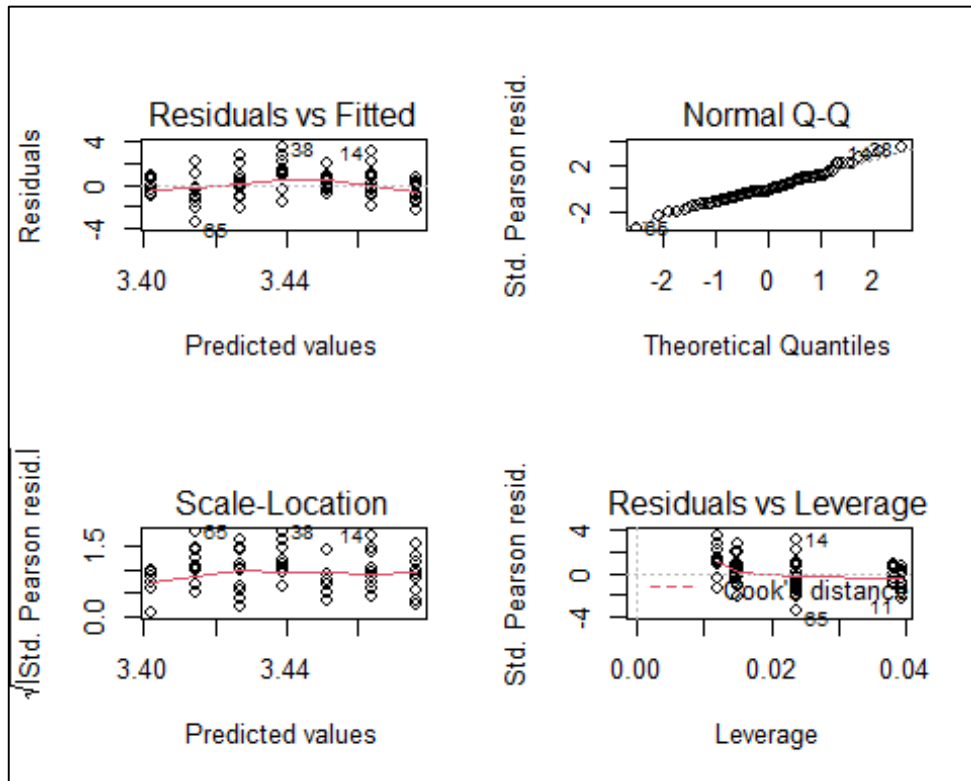 Residuals vs Fitted
Residuals
4
0
-4
38
14
65
3.40
3.44
Predicted values
Normal Q-Q
Std. Pearson resid.
2
-2
65
-2
-1
0
1
2
Theoretical Quantiles
Scale-Location
√|Std. Pearson resid.|
1.5
0.0
65
38
14
3.40
3.44
Predicted values
Residuals vs Leverage
Std. Pearson resid.
4
0
-4
14
Cook's distance
65
11
0.00
0.02
0.04
Leverage